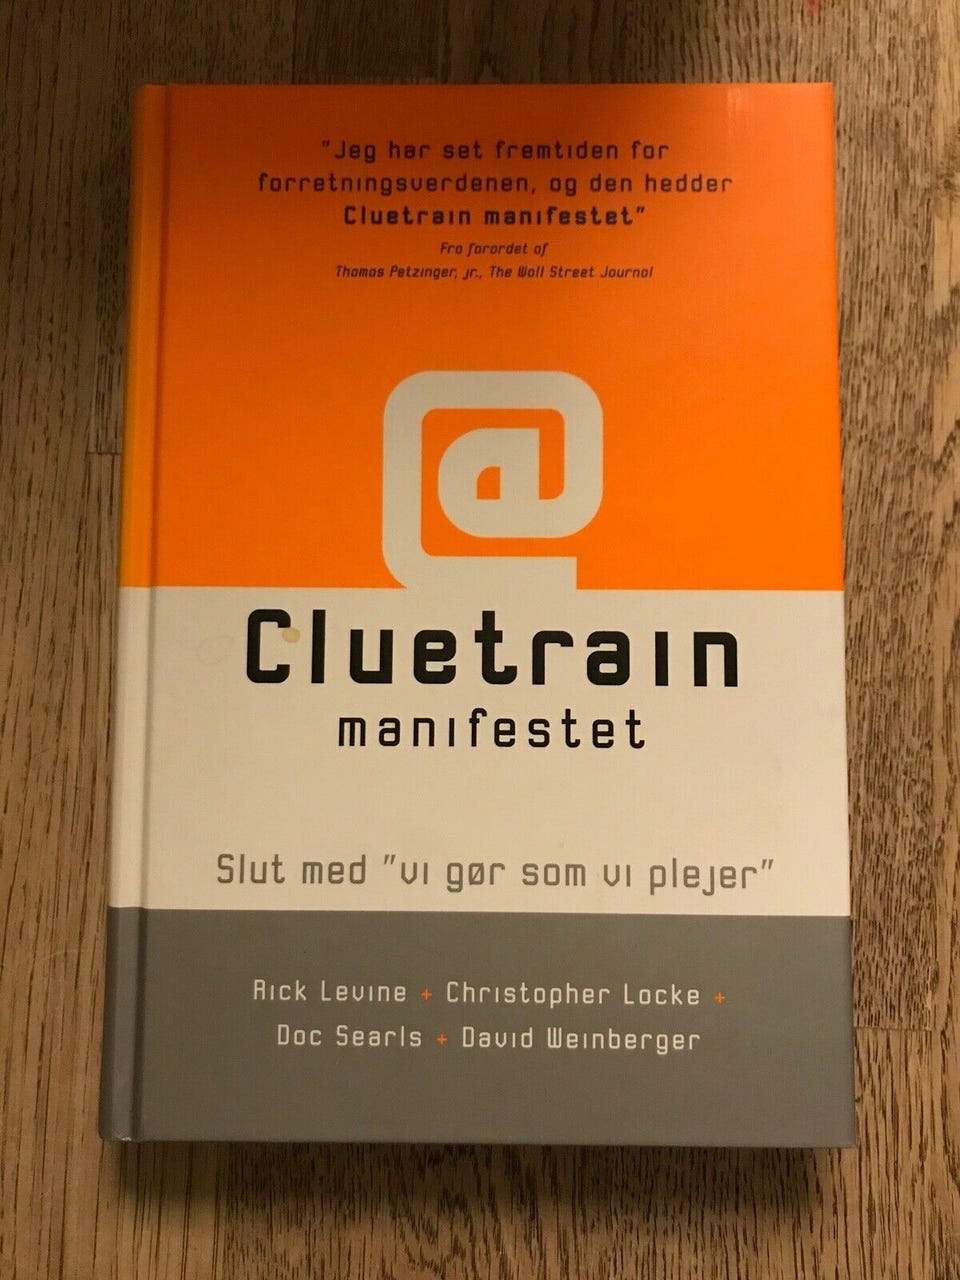 "Jeg har set fremtiden for
forretningsverdenen, og den hedder
Cluetrain manifestet"
Fra forordet af
Thomas Petzinger, jr., The Wall Street Journal
@
Cluetrain
manifestet
Slut med "vi gør som vi plejer"
Rick Levine + Christopher Locke +
Doc Searls + David Weinberger